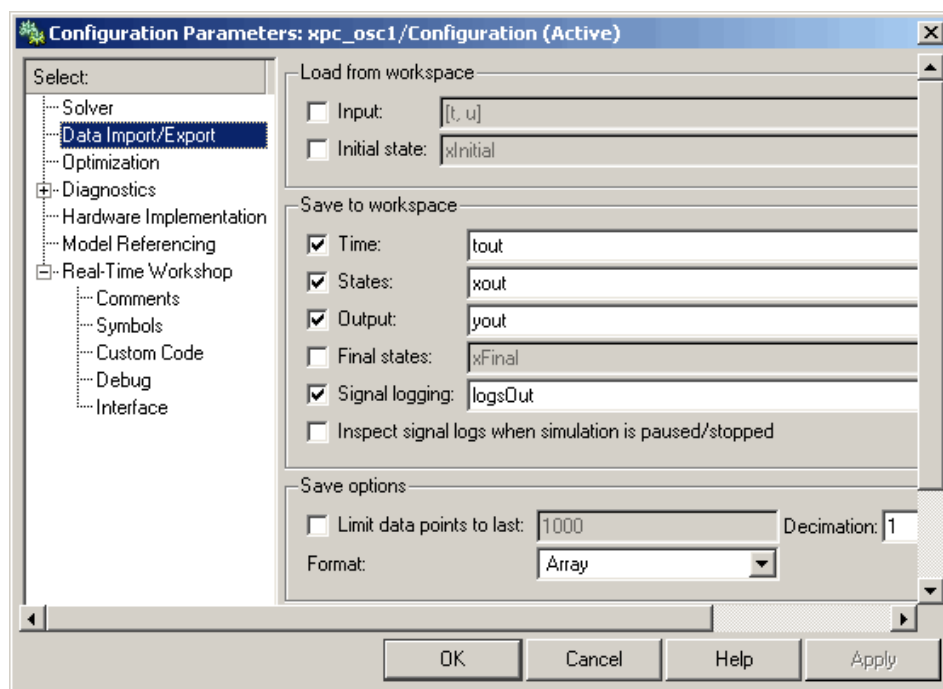 Configuration Parameters: xpc_osc1/Configuration (Active)
Select:
Solver
Data Import/Export
Optimization
Diagnostics
Hardware Implementation
Model Referencing
Real-Time Workshop
Comments
Symbols
Custom Code
Debug
Interface
Load from workspace
Input: [t, u]
Initial state: xInitial
Save to workspace
Time: tout
States: xout
Output: yout
Final states: xFinal
Signal logging: logsOut
Inspect signal logs when simulation is paused/stopped
Save options
Limit data points to last: 1000 Decimation: 1
Format: Array
OK Cancel Help Apply